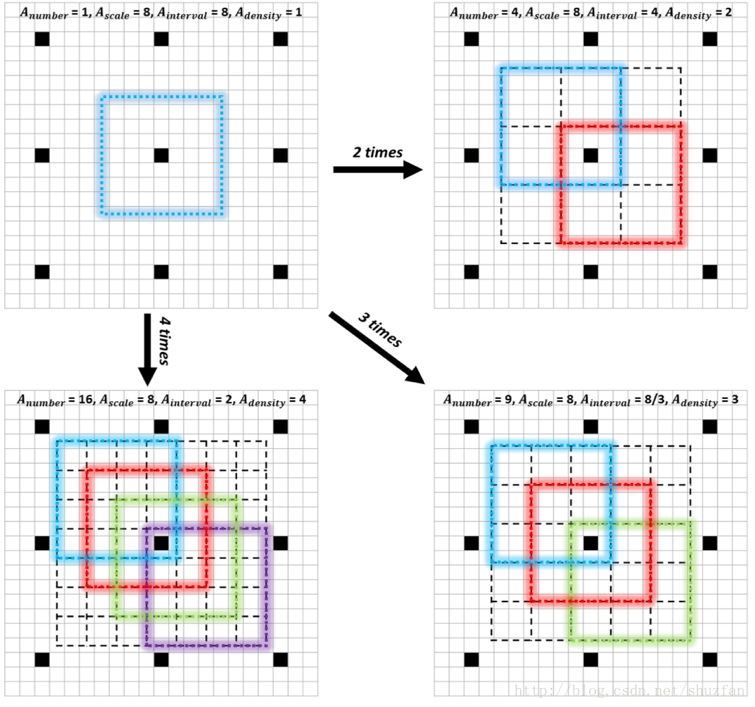 A_number = 1, A_scale = 8, A_interval = 8, A_density = 1
A_number = 4, A_scale = 8, A_interval = 4, A_density = 2
2 times
4 times
3 times
A_number = 16, A_scale = 8, A_interval = 2, A_density = 4
A_number = 9, A_scale = 8, A_interval = 8/3, A_density = 3
http://blog.csdn.net/shuzfan